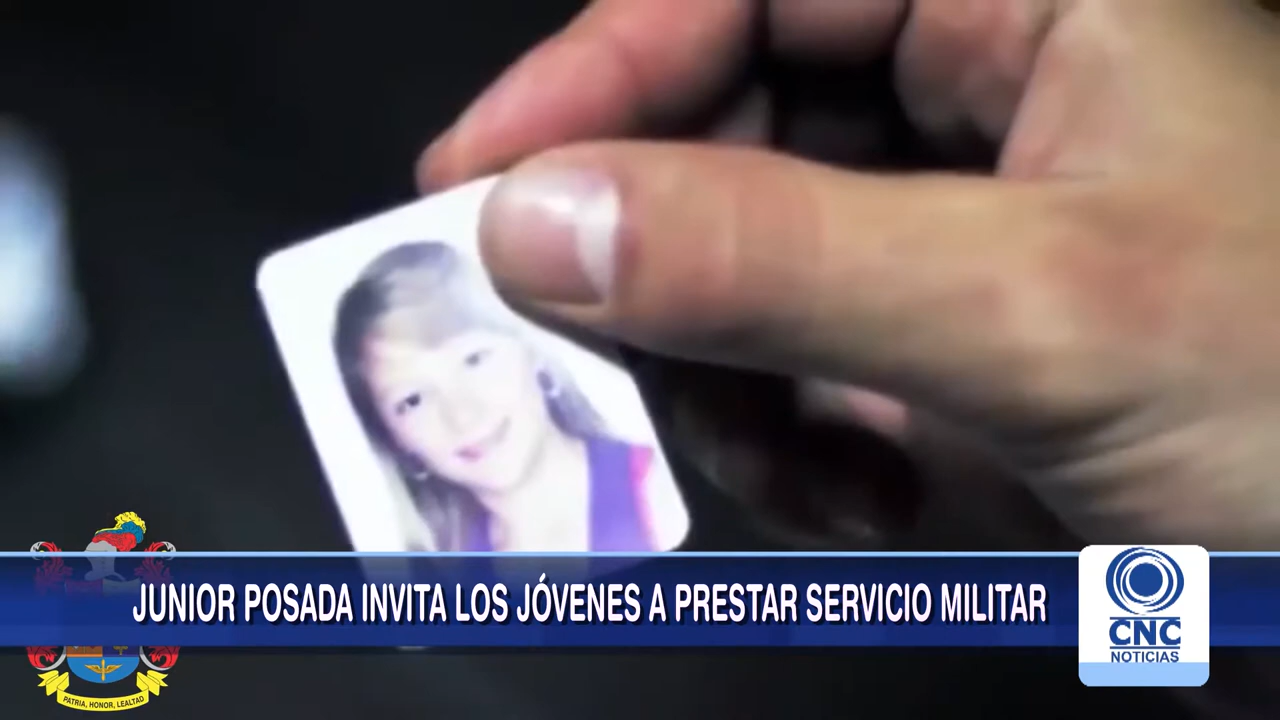 JUNIOR POSADA INVITA LOS JÓVENES A PRESTAR SERVICIO MILITAR
CNC
NOTICIAS
PATRIA, HONOR, LEALTAD